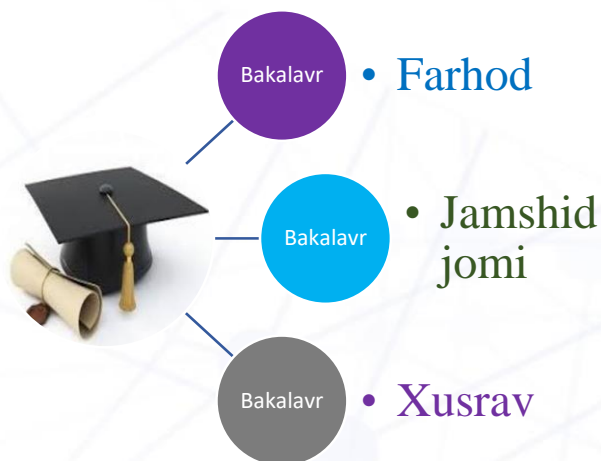 Bakalavr
• Farhod
Bakalavr
• Jamshid
jomi
Bakalavr
• Xusrav